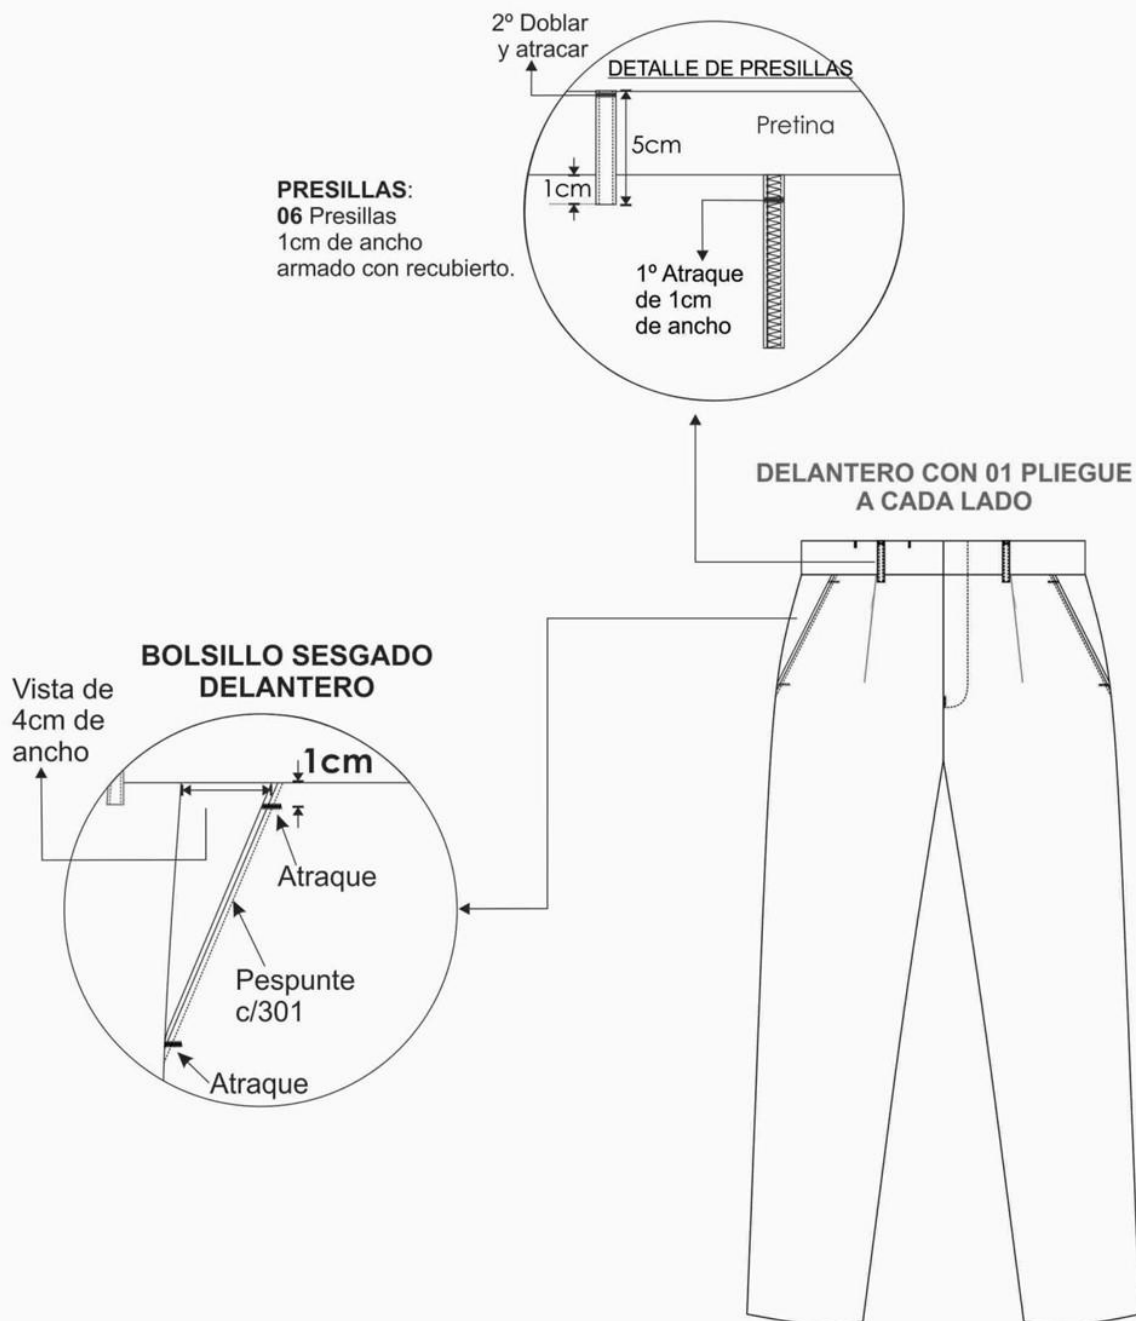 2º Doblar
y atracar
DETALLE DE PRESILLAS
Pretina
5cm
1cm
PRESILLAS:
06 Presillas
1cm de ancho
armado con recubierto.
1º Atraque
de 1cm
de ancho
DELANTERO CON 01 PLIEGUE
A CADA LADO
BOLSILLO SESGADO
DELANTERO
Vista de
4cm de
ancho
1cm
Atraque
Pespunte
c/301
Atraque